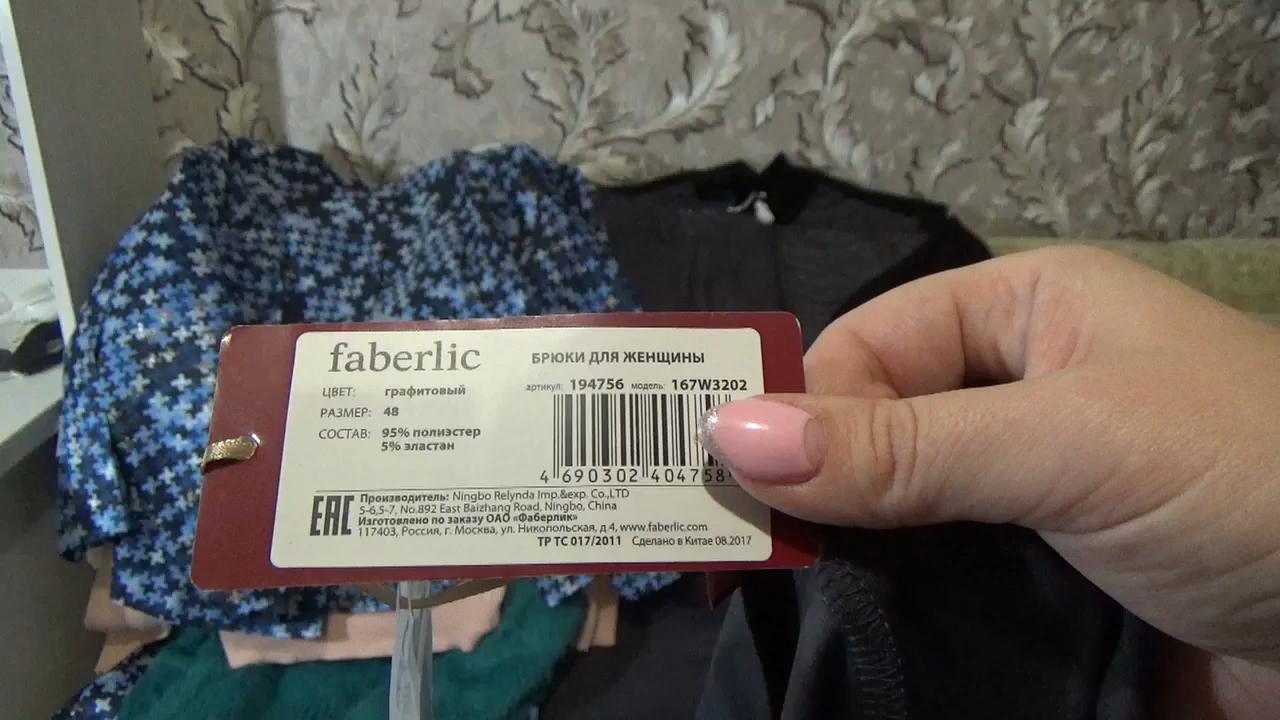 faberlic
БРЮКИ ДЛЯ ЖЕНЩИНЫ
ЦВЕТ: графитовый
артикул: 194756 модель: 167W3202
РАЗМЕР: 48
СОСТАВ: 95% полиэстер
5% эластан
4 690302 404758
EAC
Производитель: Ningbo Relynda Imp.&exp. Co.,LTD
5-6,5-7, No.892 East Baizhang Road, Ningbo, China
Изготовлено по заказу ОАО «Фаберлик»
117403, Россия, г. Москва, ул. Никопольская, д.4, www.faberlic.com
ТР ТС 017/2011 Сделано в Китае 08.2017